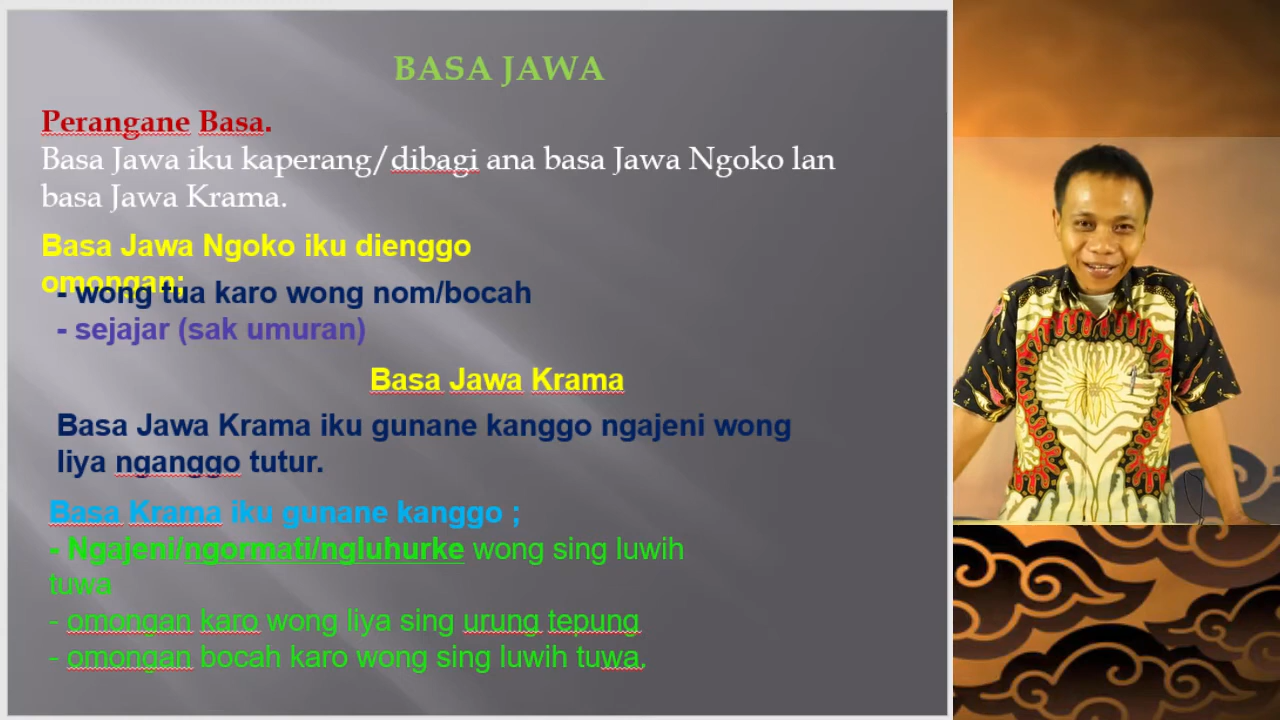 BASA JAWA
Perangane Basa.
Basa Jawa iku kaperang/dibagi ana basa Jawa Ngoko lan
basa Jawa Krama.
Basa Jawa Ngoko iku dienggo
omongan;
- wong tua karo wong nom/bocah
- sejajar (sak umuran)
Basa Jawa Krama
Basa Jawa Krama iku gunane kanggo ngajeni wong
liya nganggo tutur.
Basa Krama iku gunane kanggo ;
- Ngajeni/ngormati/ngluhurke wong sing luwih
tuwa
- omongan karo wong liya sing urung tepung
- omongan bocah karo wong sing luwih tuwa.